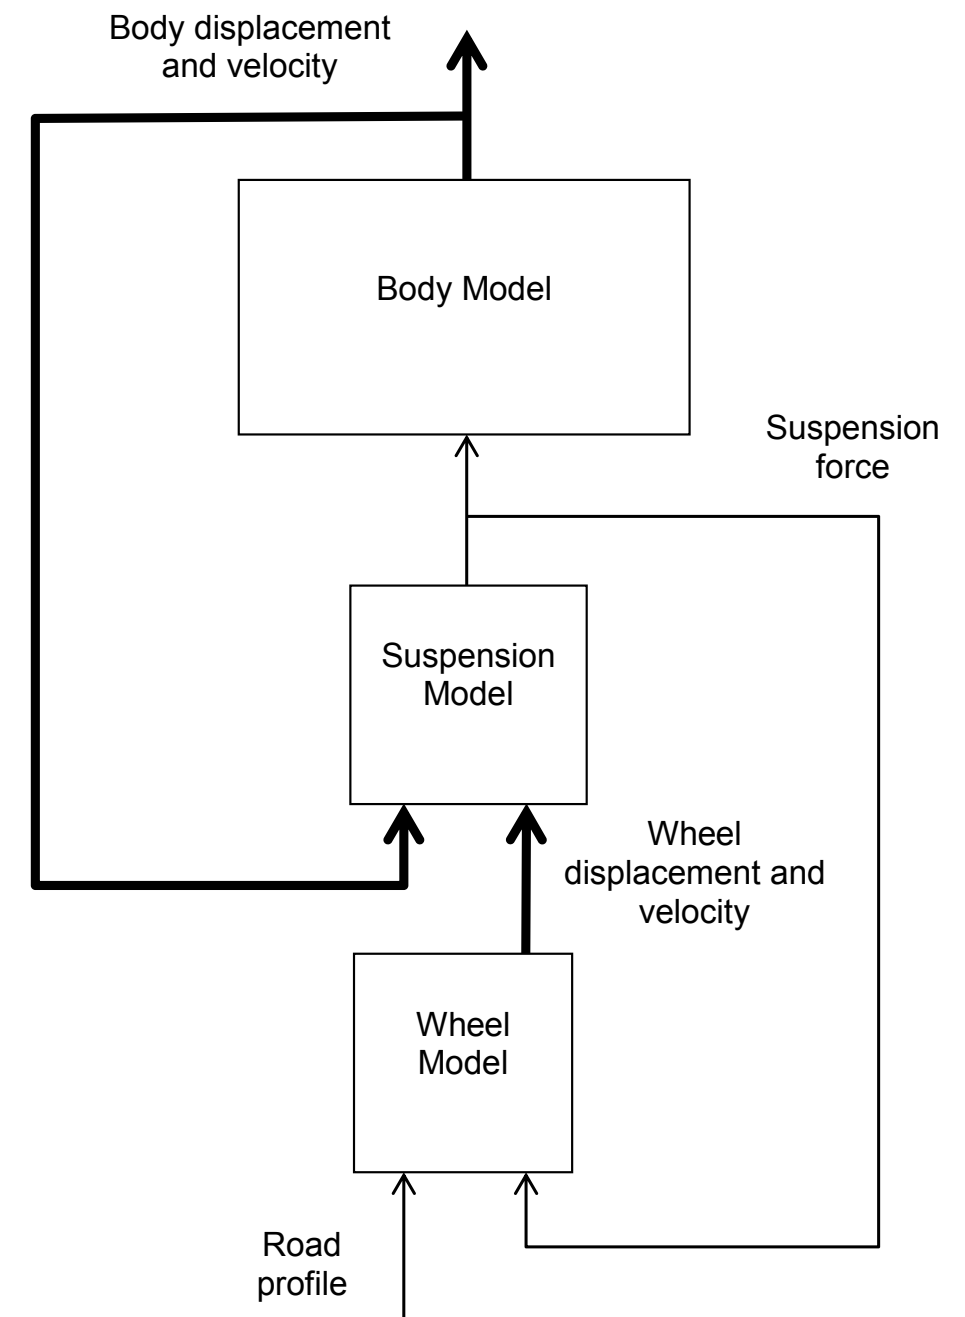 Body displacement
and velocity
Body Model
Suspension
force
Suspension
Model
Wheel
displacement and
velocity
Wheel
Model
Road
profile